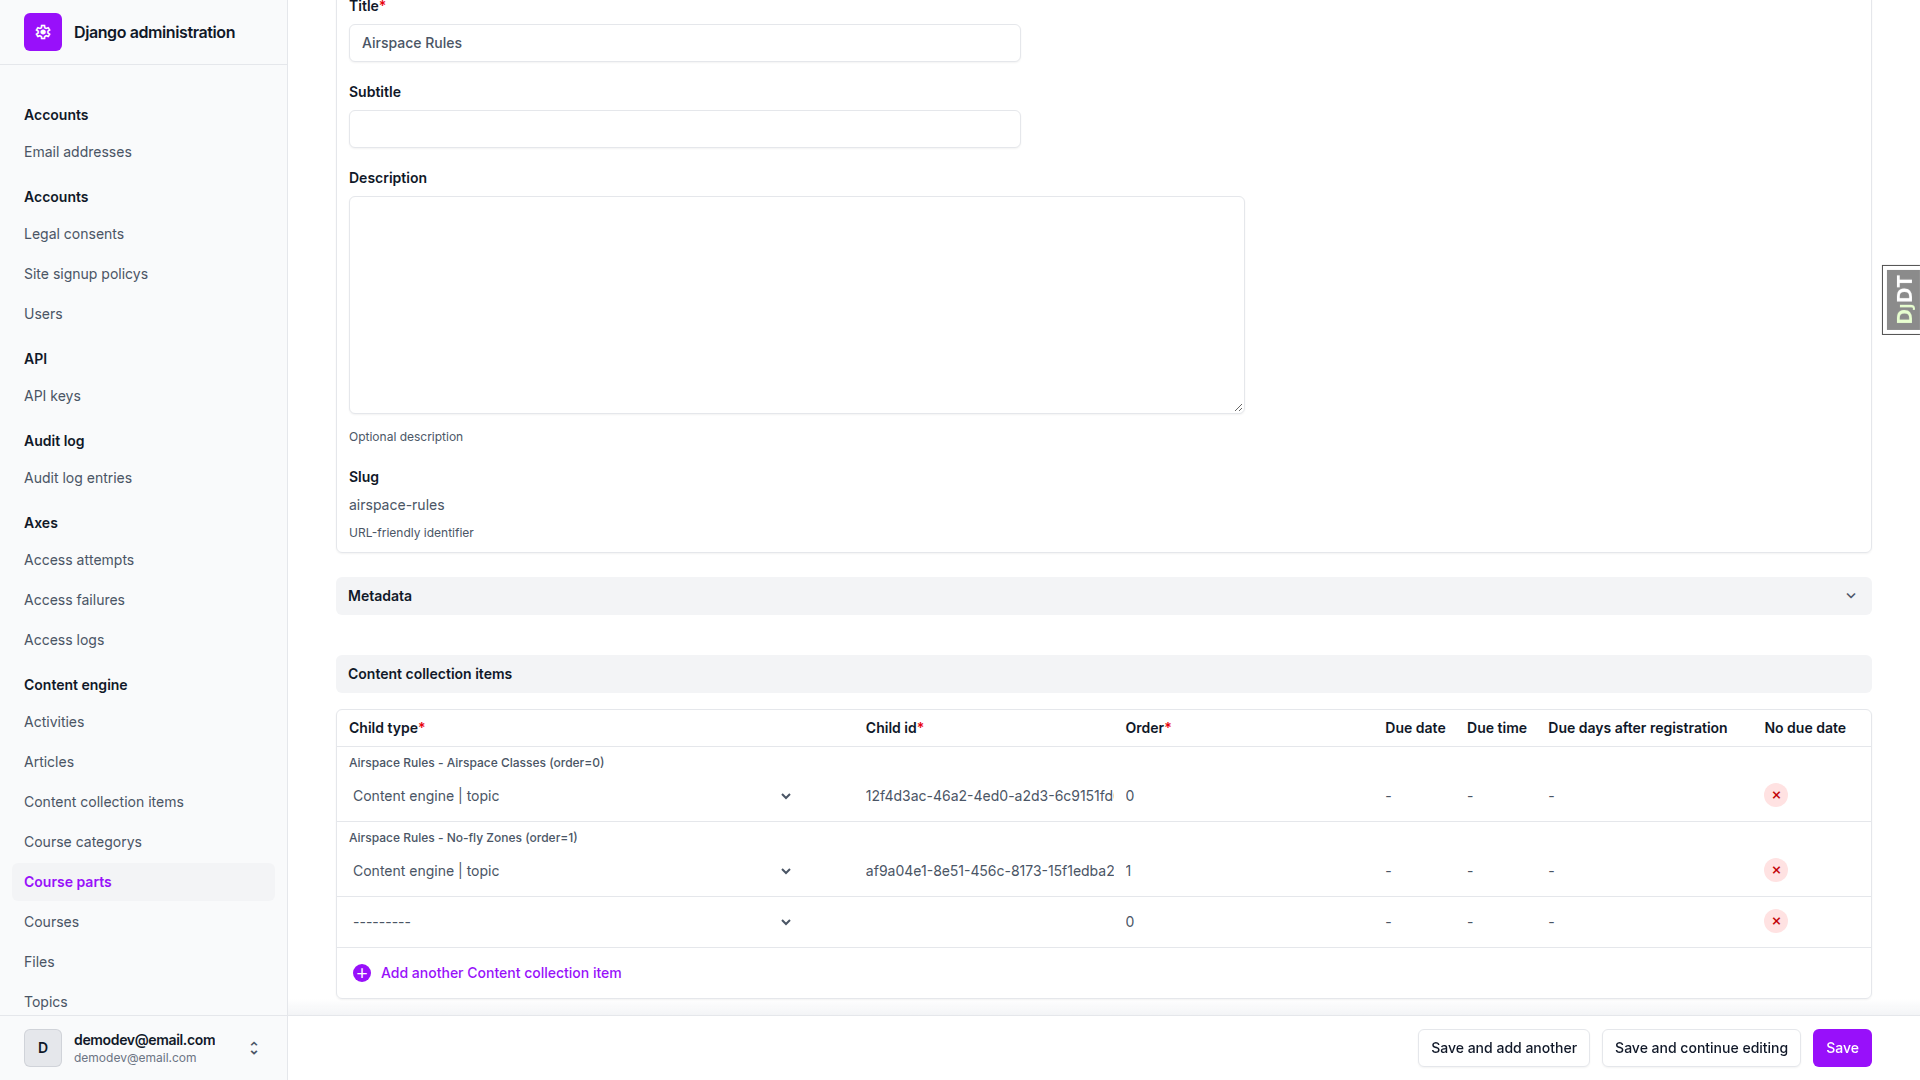 Django administration
Accounts
Email addresses
Accounts
Legal consents
Site signup policys
Users
API
API keys
Audit log
Audit log entries
Axes
Access attempts
Access failures
Access logs
Content engine
Activities
Articles
Content collection items
Course categorys
Course parts
Courses
Files
Topics
D
demodev@email.com
demodev@email.com
Title*
Airspace Rules
Subtitle
Description
Optional description
Slug
airspace-rules
URL-friendly identifier
Metadata
Content collection items
Child type* Child id* Order* Due date Due time Due days after registration No due date
Airspace Rules - Airspace Classes (order=0)
Content engine | topic 12f4d3ac-46a2-4ed0-a2d3-6c9151fd 0 - - -
Airspace Rules - No-fly Zones (order=1)
Content engine | topic af9a04e1-8e51-456c-8173-15f1edba2 1 - - -
--------- 0 - - -
Add another Content collection item
Save and add another Save and continue editing Save
DjDT